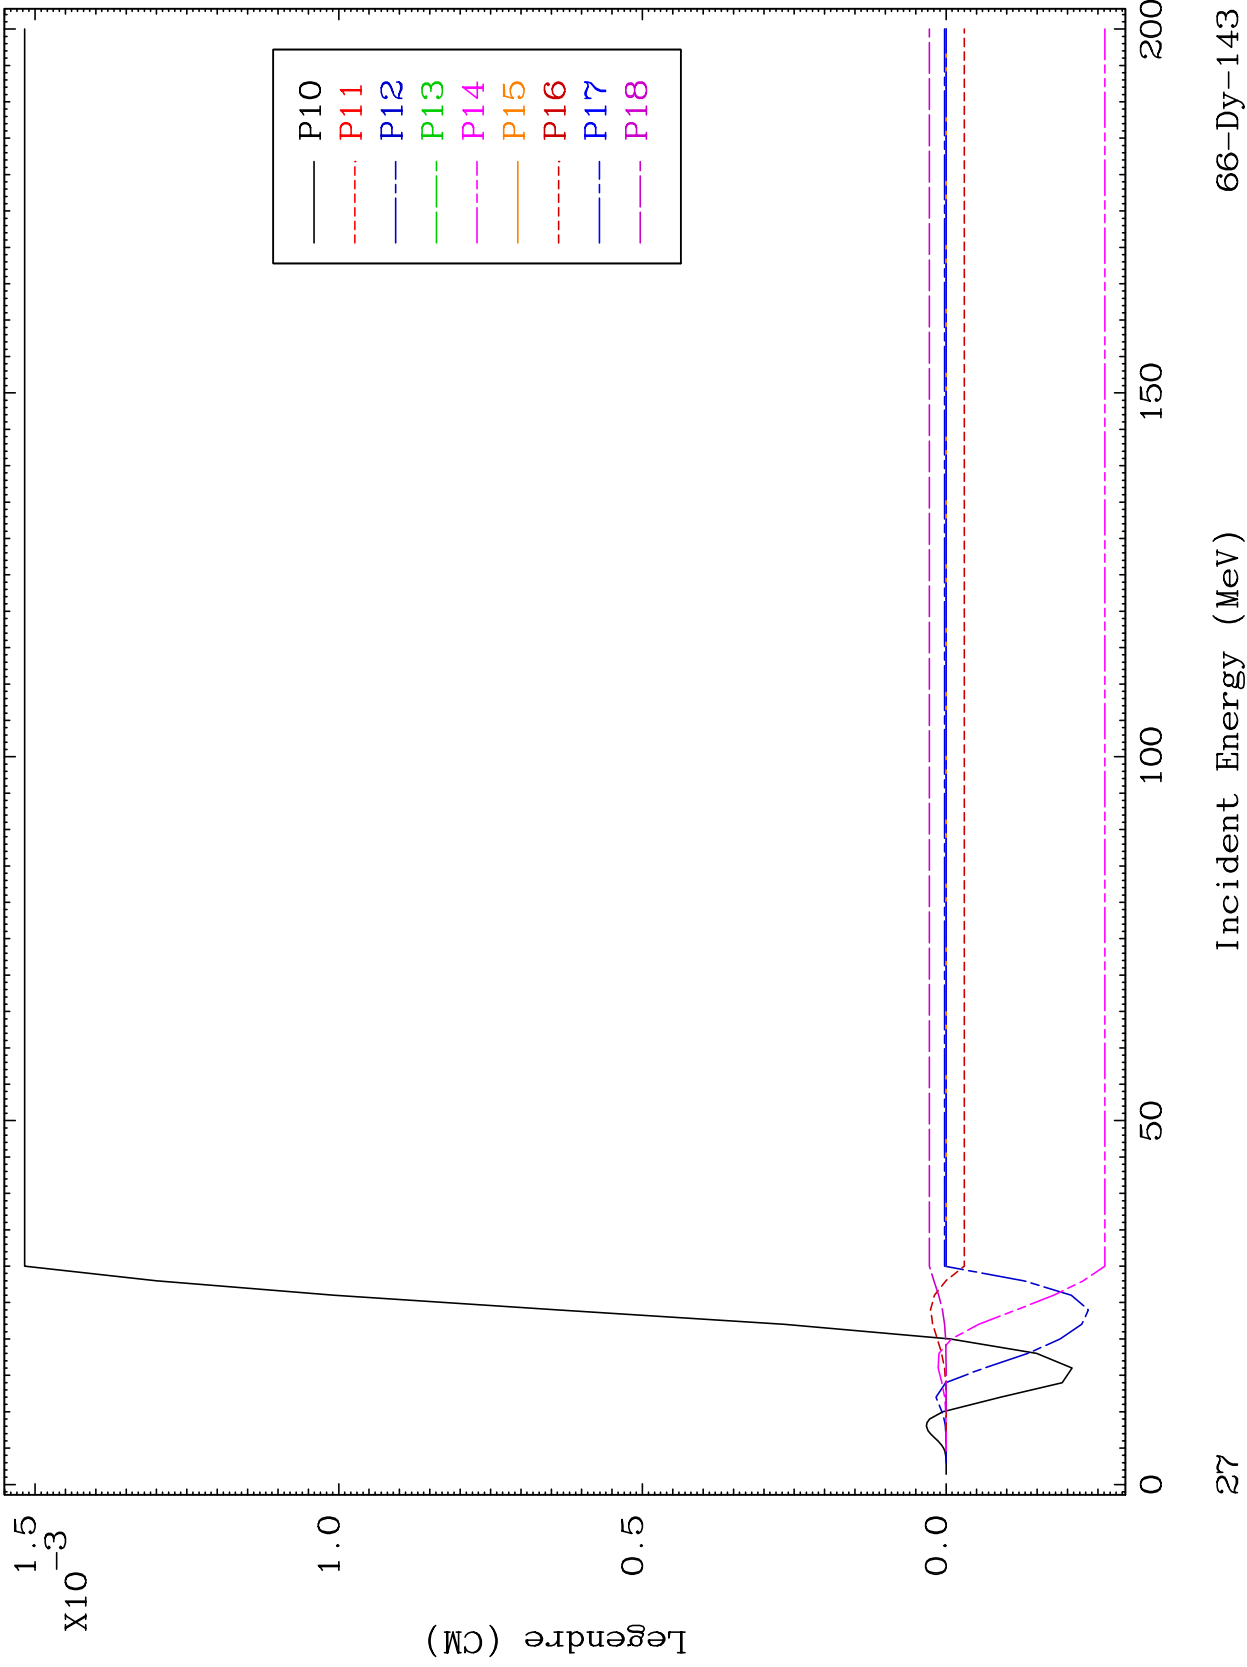 1.5
X10-3
1.0
0.5
0.0
Legendre (CM)
P10
P11
P12
P13
P14
P15
P16
P17
P18
0
50
100
150
200
27
Incident Energy (MeV)
66-Dy-143